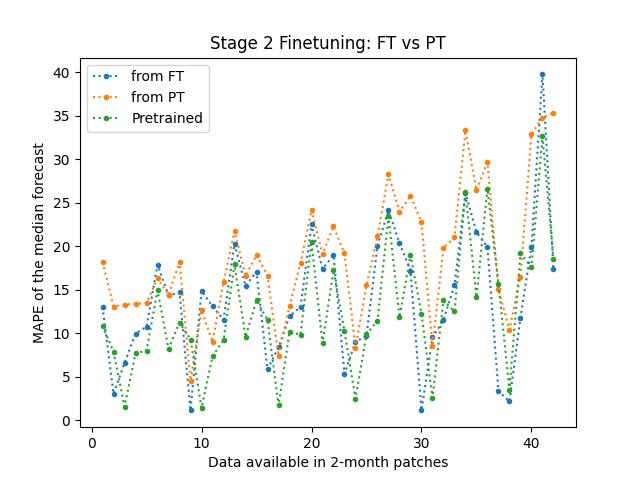 Stage 2 Finetuning: FT vs PT
from FT
from PT
Pretrained
MAPE of the median forecast
40
35
30
25
20
15
10
5
0
0
10
20
30
40
Data available in 2-month patches